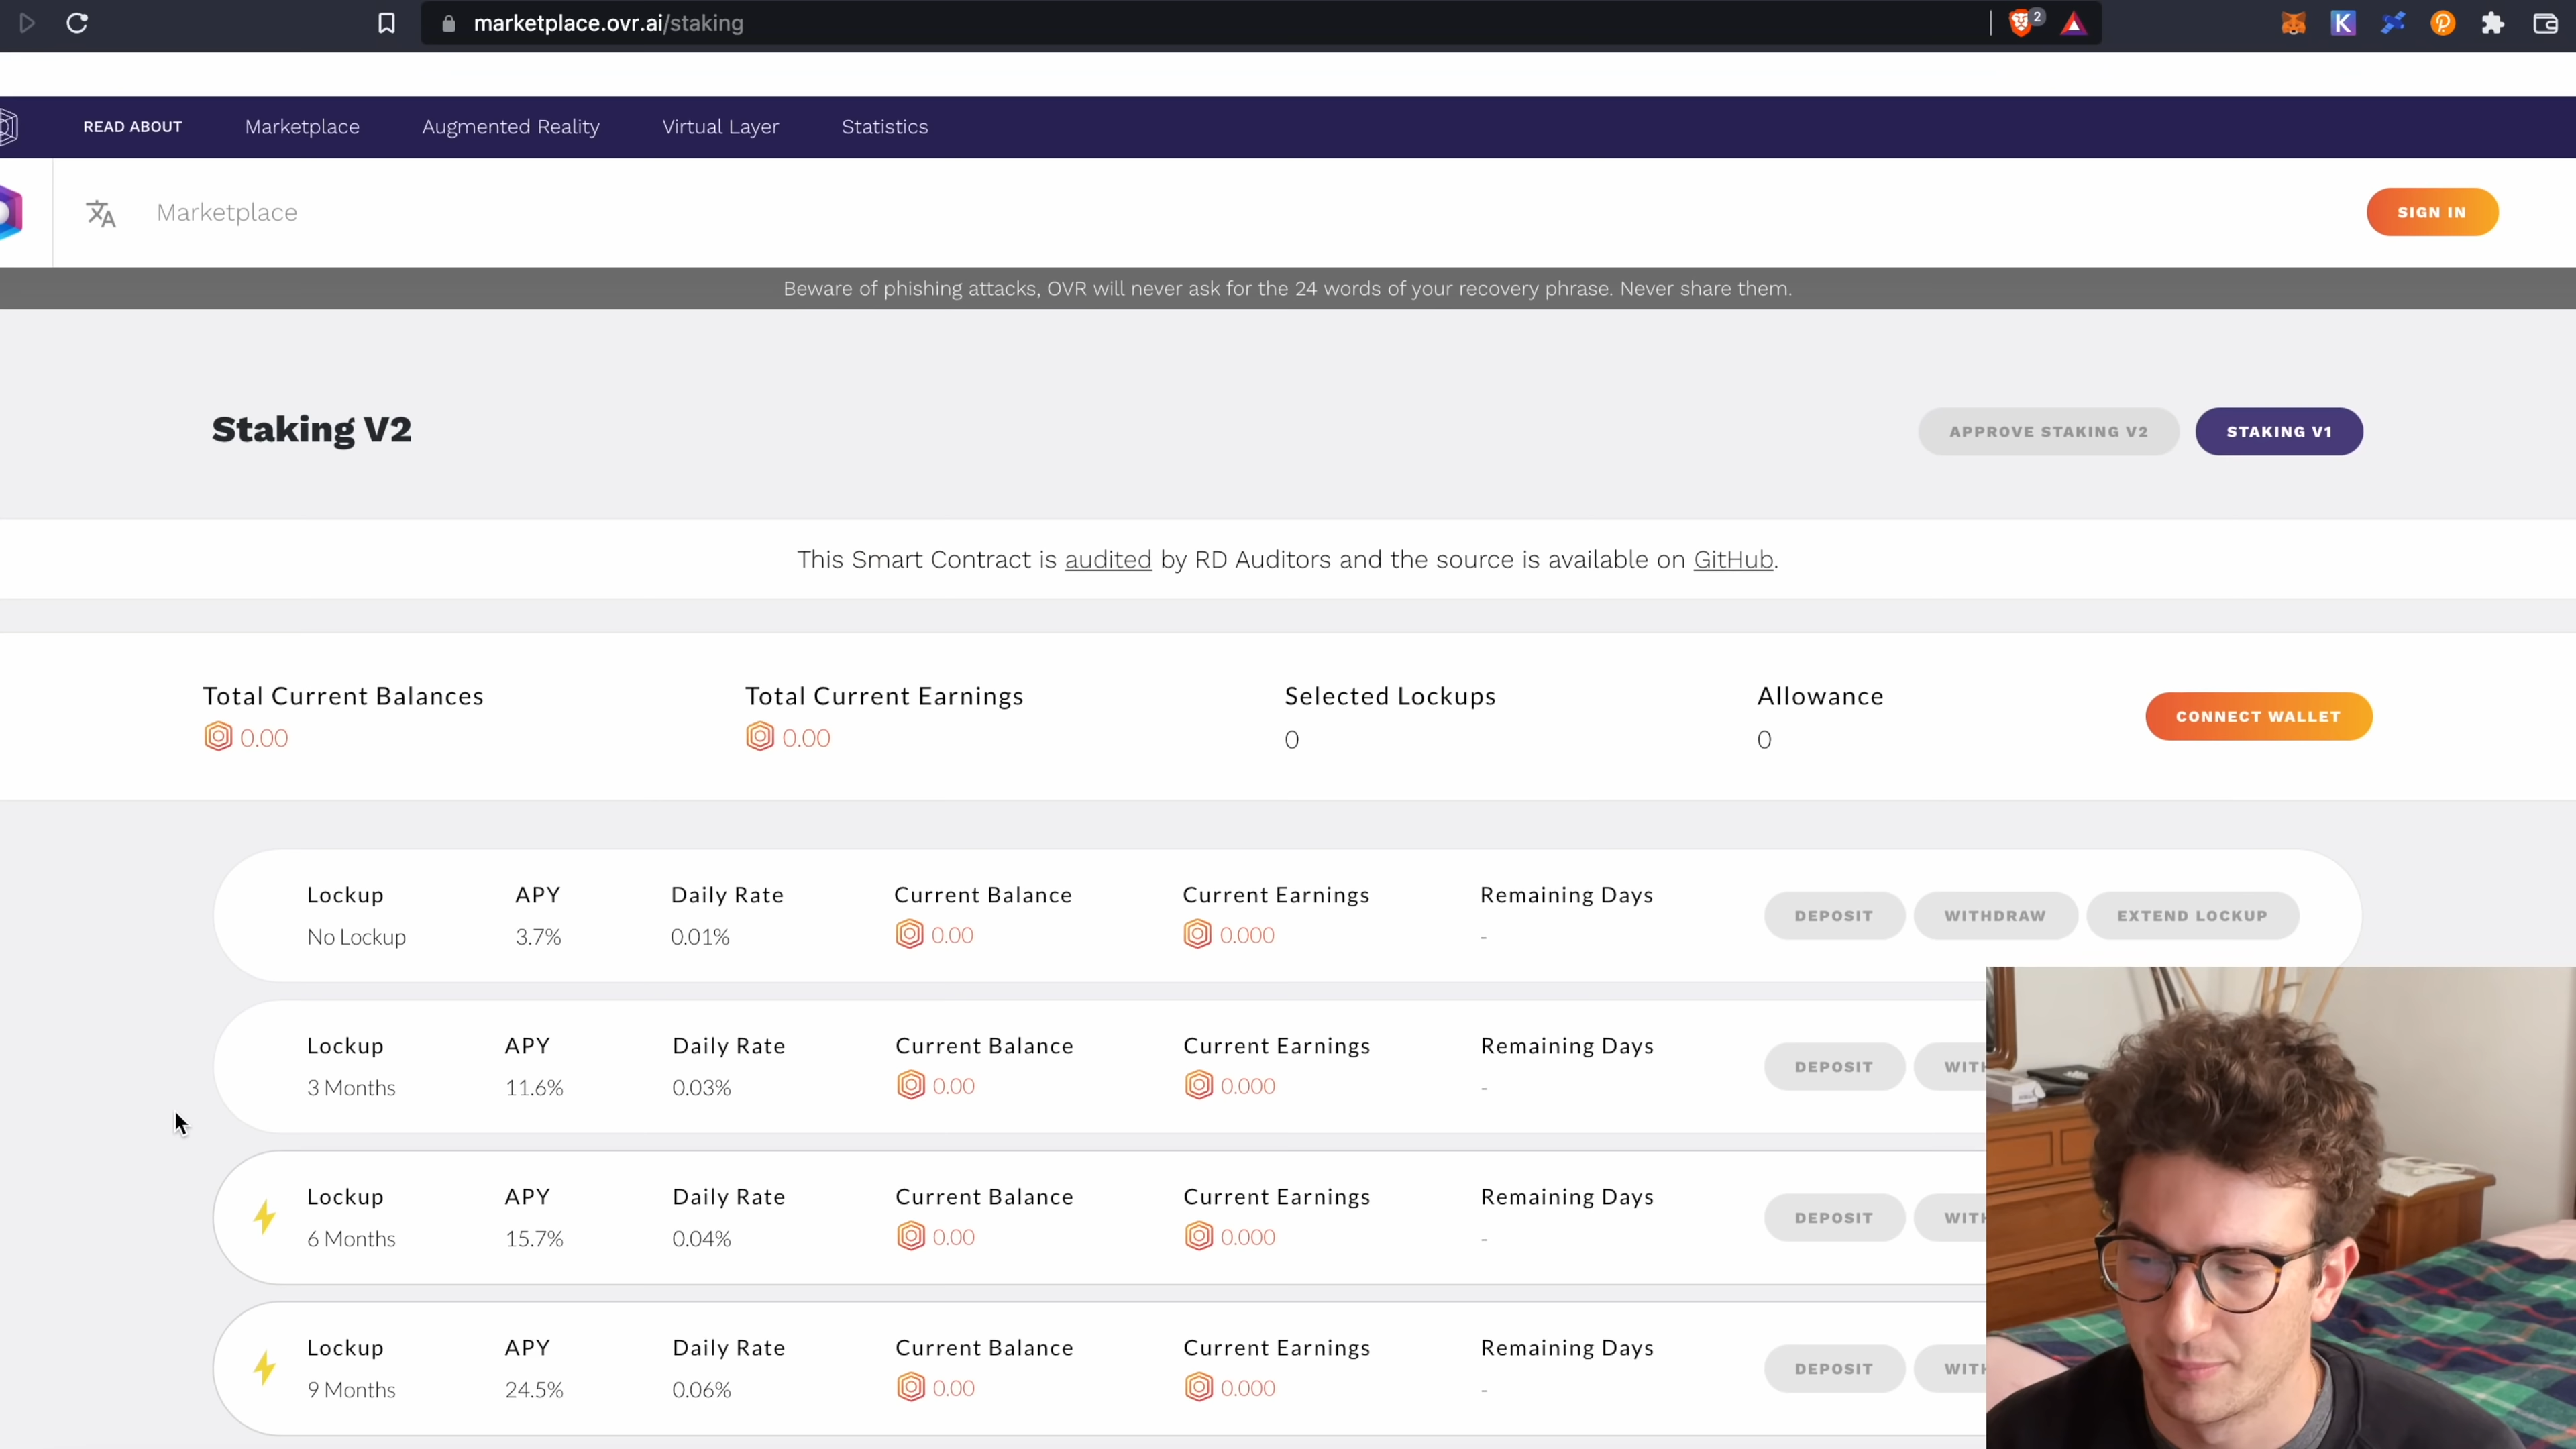 marketplace.ovr.ai/staking
2
K
READ ABOUT Marketplace Augmented Reality Virtual Layer Statistics
Marketplace
SIGN IN
Beware of phishing attacks, OVR will never ask for the 24 words of your recovery phrase. Never share them.
Staking V2
APPROVE STAKING V2 STAKING V1
This Smart Contract is audited by RD Auditors and the source is available on GitHub.
Total Current Balances Total Current Earnings Selected Lockups Allowance
0.00 0.00 0 0
CONNECT WALLET
Lockup APY Daily Rate Current Balance Current Earnings Remaining Days
No Lockup 3.7% 0.01% 0.00 0.000 -
DEPOSIT WITHDRAW EXTEND LOCKUP
Lockup APY Daily Rate Current Balance Current Earnings Remaining Days
3 Months 11.6% 0.03% 0.00 0.000 -
DEPOSIT WITH
Lockup APY Daily Rate Current Balance Current Earnings Remaining Days
6 Months 15.7% 0.04% 0.00 0.000 -
DEPOSIT WITH
Lockup APY Daily Rate Current Balance Current Earnings Remaining Days
9 Months 24.5% 0.06% 0.00 0.000 -
DEPOSIT WITH